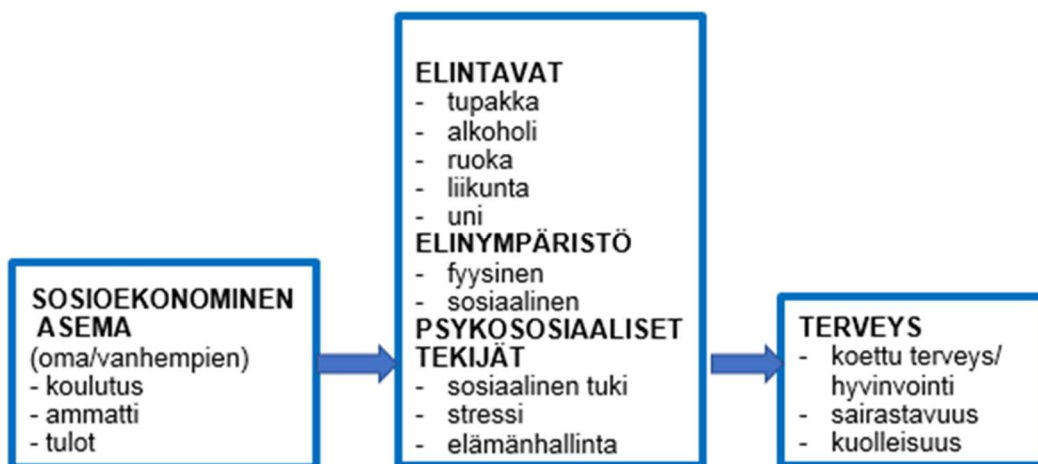 SOSIOEKONOMINEN
ASEMA
(oma/vanhempien)
- koulutus
- ammatti
- tulot
ELINTAVAT
- tupakka
- alkoholi
- ruoka
- liikunta
- uni
ELINYMPÄRISTÖ
- fyysinen
- sosiaalinen
PSYKOSOSIAALISET
TEKIJÄT
- sosiaalinen tuki
- stressi
- elämänhallinta
TERVEYS
- koettu terveys/
hyvinvointi
- sairastavuus
- kuolleisuus